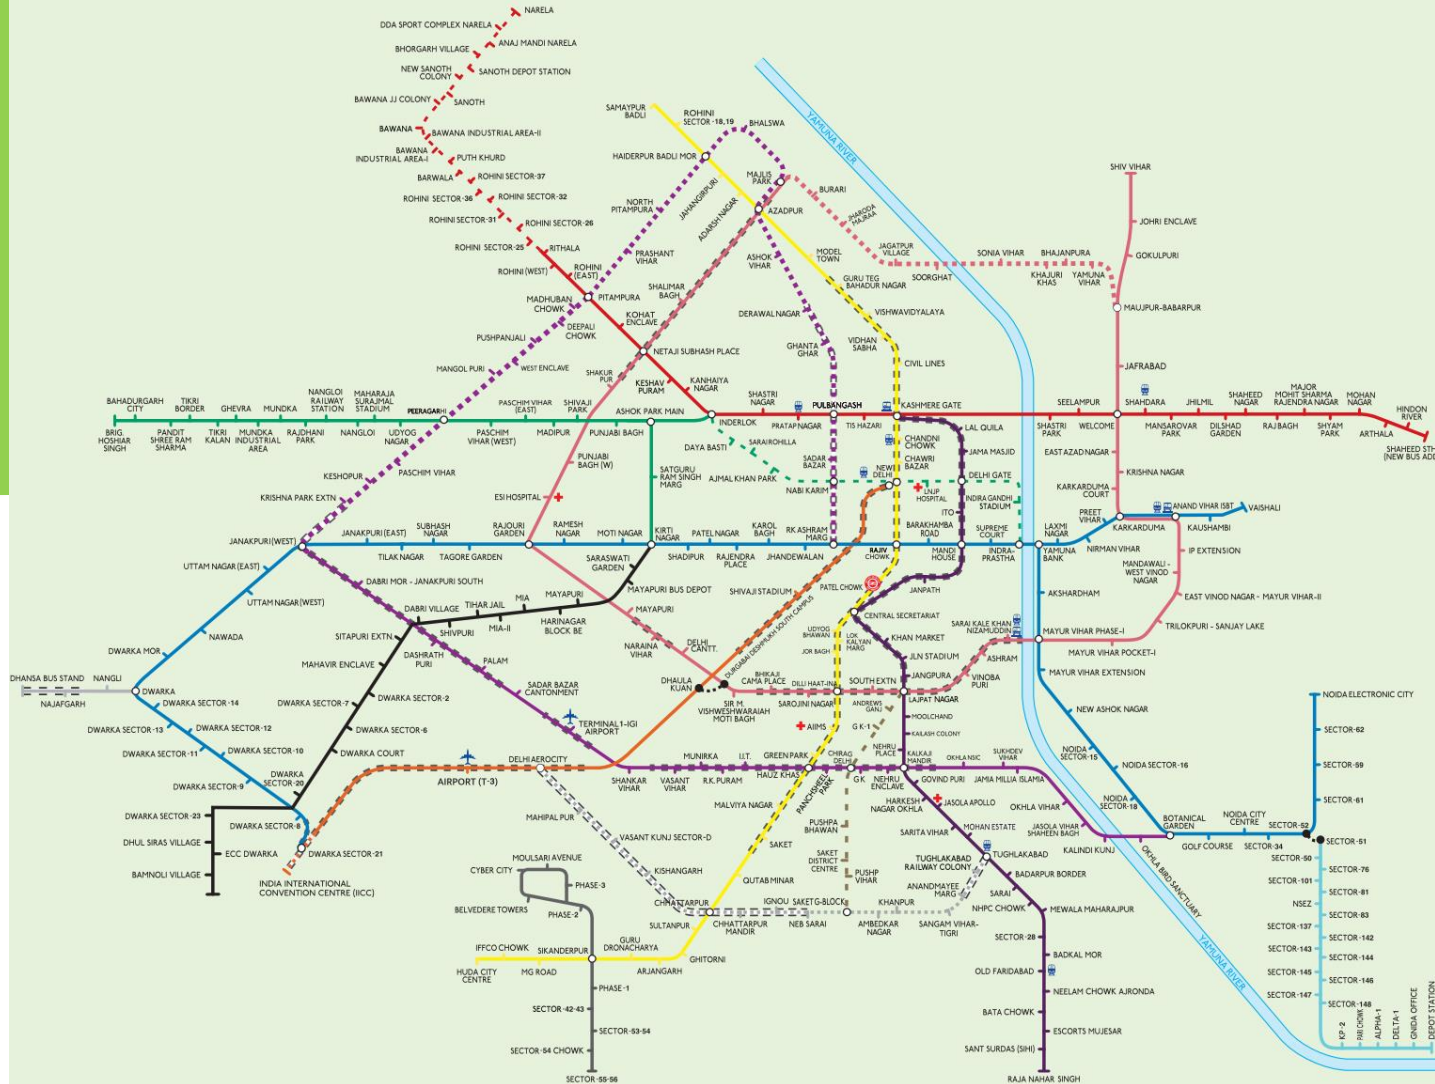 NARELA
DDA SPORT COMPLEX NARELA
ANAJ MANDI NARELA
BHORGARH VILLAGE
NEW SANOTH
COLONY
SANOTH DEPOT STATION
BAWANA JJ COLONY
SANOTH
BAWANA
BAWANA INDUSTRIAL AREA-II
BAWANA
INDUSTRIAL AREA-I
PUTH KHURD
BARWALA
ROHINI SECTOR-37
ROHINI SECTOR-36
ROHINI SECTOR-32
ROHINI SECTOR-31
ROHINI SECTOR-26
ROHINI SECTOR-25
RITHALA
ROHINI (WEST)
ROHINI
(EAST)
PITAMPURA
KOHAT
ENCLAVE
NETAJI SUBHASH PLACE
KESHAV
PURAM
KANHAIYA
NAGAR
INDERLOK
SHASTRI
NAGAR
PRATAP NAGAR
PULBANGASH
TIS HAZARI
KASHMERE GATE
SHASTRI
PARK
SEELAMPUR
WELCOME
SHAHDARA
MANSAROVAR
PARK
JHILMIL
DILSHAD
GARDEN
SHAHEED
NAGAR
RAJ BAGH
MAJOR
MOHIT SHARMA
RAJENDRA NAGAR
SHYAM
PARK
MOHAN
NAGAR
ARTHALA
HINDON
RIVER
SHAHEED STH
(NEW BUS ADD
SAMAYPUR
BADLI
ROHINI
SECTOR -18,19
HAIDERPUR BADLI MOR
JAHANGIRPURI
ADARSH NAGAR
AZADPUR
MODEL
TOWN
GURU TEG
BAHADUR NAGAR
VISHWAVIDYALAYA
VIDHAN
SABHA
CIVIL LINES
CHANDNI
CHOWK
CHAWRI
BAZAR
NEW
DELHI
RAJIV
CHOWK
PATEL CHOWK
CENTRAL SECRETARIAT
UDYOG
BHAWAN
LOK
KALYAN
MARG
JOR BAGH
DILLI HAAT-INA
AIIMS
GREEN PARK
HAUZ KHAS
MALVIYA NAGAR
SAKET
QUTAB MINAR
CHHATTARPUR
SULTANPUR
GHITORNI
ARJANGARH
GURU
DRONACHARYA
SIKANDERPUR
MG ROAD
IFFCO CHOWK
HUDA CITY
CENTRE
BHALSWA
MAJLIS
PARK
BURARI
JHARODA
MAJRAA
JAGATPUR
VILLAGE
SOORGHAT
SONIA VIHAR
KHAJURI
KHAS
BHAJANPURA
YAMUNA
VIHAR
MAUJPUR-BABARPUR
SHIV VIHAR
JOHRI ENCLAVE
GOKULPURI
JAFRABAD
EAST AZAD NAGAR
KRISHNA NAGAR
KARKARDUMA
COURT
KARKARDUMA
ANAND VIHAR ISBT
KAUSHAMBI
VAISHALI
IP EXTENSION
MANDAWALI -
WEST VINOD
NAGAR
EAST VINOD NAGAR - MAYUR VIHAR-II
TRILOKPURI - SANJAY LAKE
MAYUR VIHAR POCKET-I
MAYUR VIHAR PHASE-I
SARAI KALE KHAN
NIZAMUDDIN
ASHRAM
VINOBA
PURI
LAJPAT NAGAR
SOUTH EXTN
SAROJINI NAGAR
BHIKAJI
CAMA PLACE
SIR M.
VISHWESHWARAIAH
MOTI BAGH
DURGABAI DESHMUKH SOUTH CAMPUS
DELHI
CANTT.
NARAINA
VIHAR
MAYAPURI
RAJOURI
GARDEN
ESI HOSPITAL
PUNJABI
BAGH (W)
SHAKUR
PUR
SHALIMAR
BAGH
NORTH
PITAMPURA
PRASHANT
VIHAR
MADHUBAN
CHOWK
DEEPALI
CHOWK
PUSHPANJALI
WEST ENCLAVE
MANGOL PURI
PEERAGARHI
PASCHIM VIHAR
KESHOPUR
KRISHNA PARK EXTN
JANAKPURI (WEST)
ASHOK
VIHAR
DERAWAL NAGAR
GHANTA
GHAR
SADAR
BAZAR
NABI KARIM
RK ASHRAM
MARG
BAHADURGARH
CITY
BRIG.
HOSHIAR
SINGH
TIKRI
BORDER
PANDIT
SHREE RAM
SHARMA
GHEVRA
TIKRI
KALAN
MUNDKA
MUNDKA
INDUSTRIAL
AREA
NANGLOI
RAILWAY
STATION
RAJDHANI
PARK
MAHARAJA
SURAJMAL
STADIUM
NANGLOI
UDYOG
NAGAR
PASCHIM VIHAR
(EAST)
PASCHIM
VIHAR (WEST)
MADIPUR
SHIVAJI
PARK
PUNJABI BAGH
ASHOK PARK MAIN
SATGURU
RAM SINGH
MARG
KIRTI
NAGAR
DAYA BASTI
SARAI ROHILLA
AJMAL KHAN PARK
LNJP
HOSPITAL
DELHI GATE
INDRA GANDHI
STADIUM
LAL QUILA
JAMA MASJID
ITO
MANDI
HOUSE
JANPATH
KHAN MARKET
JLN STADIUM
JANGPURA
MOOLCHAND
KAILASH COLONY
NEHRU
PLACE
KALKAJI
MANDIR
GOVIND PURI
HARKESH
NAGAR OKHLA
JASOLA APOLLO
SARITA VIHAR
MOHAN ESTATE
TUGHLAKABAD
TUGHLAKABAD
RAILWAY COLONY
BADARPUR BORDER
SARAI
NHPC CHOWK
MEWALA MAHARAJPUR
SECTOR-28
BADKAL MOR
OLD FARIDABAD
NEELAM CHOWK AJRONDA
BATA CHOWK
ESCORTS MUJESAR
SANT SURDAS (SIHI)
RAJA NAHAR SINGH
JANAKPURI (EAST)
TILAK NAGAR
SUBHASH
NAGAR
TAGORE GARDEN
RAMESH
NAGAR
MOTI NAGAR
SHADIPUR
PATEL NAGAR
RAJENDRA
PLACE
KAROL
BAGH
JHANDEWALAN
BARAKHAMBA
ROAD
SUPREME
COURT
INDRA-
PRASTHA
YAMUNA
BANK
LAXMI
NAGAR
NIRMAN VIHAR
PREET
VIHAR
AKSHARDHAM
MAYUR VIHAR EXTENSION
NEW ASHOK NAGAR
NOIDA
SECTOR-15
NOIDA SECTOR-16
NOIDA
SECTOR-18
BOTANICAL
GARDEN
GOLF COURSE
NOIDA CITY
CENTRE
SECTOR-34
SECTOR-52
SECTOR-61
SECTOR-59
SECTOR-62
NOIDA ELECTRONIC CITY
SECTOR-51
SECTOR-50
SECTOR-76
SECTOR-101
SECTOR-81
NSEZ
SECTOR-83
SECTOR-137
SECTOR-142
SECTOR-143
SECTOR-144
SECTOR-145
SECTOR-146
SECTOR-147
SECTOR-148
KP-2
PARI CHOWK
ALPHA-1
DELTA-1
GNIDA OFFICE
DEPOT STATION
UTTAM NAGAR (EAST)
UTTAM NAGAR (WEST)
NAWADA
DWARKA MOR
DHANSA BUS STAND
NAJAFGARH
NANGLI
DWARKA
DWARKA SECTOR-14
DWARKA SECTOR-13
DWARKA SECTOR-12
DWARKA SECTOR-11
DWARKA SECTOR-10
DWARKA SECTOR-9
DWARKA SECTOR-8
DWARKA SECTOR-21
INDIA INTERNATIONAL
CONVENTION CENTRE (IICC)
SARASWATI
GARDEN
MAYAPURI BUS DEPOT
MAYAPURI
HARINAGAR
BLOCK BE
MIA
MIA-II
TIHAR JAIL
SHIVPURI
DABRI VILLAGE
SITAPURI EXTN.
MAHAVIR ENCLAVE
DWARKA SECTOR-2
DWARKA SECTOR-7
DWARKA SECTOR-6
DWARKA COURT
DWARKA
SECTOR-20
DWARKA SECTOR-23
DHUL SIRAS VILLAGE
ECC DWARKA
BAMNOLI VILLAGE
DABRI MOR - JANAKPURI SOUTH
DASHRATH
PURI
PALAM
SADAR BAZAR
CANTONMENT
TERMINAL 1-IGI
AIRPORT
SHANKAR
VIHAR
VASANT
VIHAR
MUNIRKA
R.K. PURAM
I.I.T.
PANCHSHEEL
PARK
CHIRAG
DELHI
G K
NEHRU
ENCLAVE
OKHLA NSIC
SUKHDEV
VIHAR
JAMIA MILLIA ISLAMIA
OKHLA VIHAR
JASOLA VIHAR
SHAHEEN BAGH
KALINDI KUNJ
OKHLA BIRD SANCTUARY
SHIVAJI STADIUM
DHAULA
KUAN
DELHI AEROCITY
AIRPORT (T-3)
ANDREWS
GANJ
G K-1
PUSHPA
BHAWAN
SAKET
DISTRICT
CENTRE
PUSHP
VIHAR
SAKET G-BLOCK
MAHIPAL PUR
VASANT KUNJ SECTOR-D
KISHANGARH
CHHATTARPUR
MANDIR
IGNOU
NEB SARAI
AMBEDKAR
NAGAR
KHANPUR
SANGAM VIHAR-
TIGRI
ANANDMAYEE
MARG
MOULSARI AVENUE
CYBER CITY
PHASE-3
BELVEDERE TOWERS
PHASE-2
PHASE-1
SECTOR-42-43
SECTOR-53-54
SECTOR-54 CHOWK
SECTOR-55-56
YAMUNA RIVER
YAMUNA RIVER